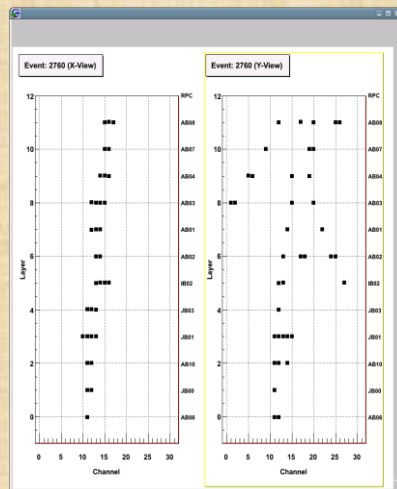 Event: 2760 (X-View)
12
10
8
6
4
2
0
Layer
RPC
AB08
AB07
AB04
AB03
AB01
AB02
IB02
JB03
JB01
AB10
JB00
AB06
0 5 10 15 20 25 30
Channel
Event: 2760 (Y-View)
12
10
8
6
4
2
0
Layer
RPC
AB08
AB07
AB04
AB03
AB01
AB02
IB02
JB03
JB01
AB10
JB00
AB06
0 5 10 15 20 25 30
Channel